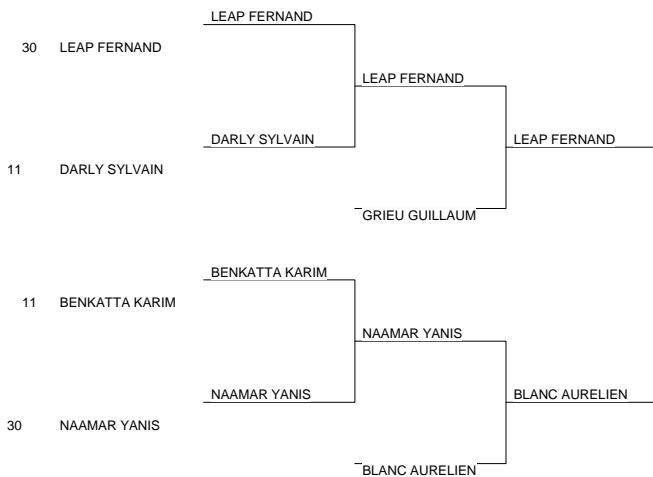 LEAP FERNAND
30 LEAP FERNAND
LEAP FERNAND
DARLY SYLVAIN
LEAP FERNAND
11 DARLY SYLVAIN
GRIEU GUILLAUM
BENKATTA KARIM
11 BENKATTA KARIM
NAAMAR YANIS
NAAMAR YANIS
BLANC AURELIEN
30 NAAMAR YANIS
BLANC AURELIEN